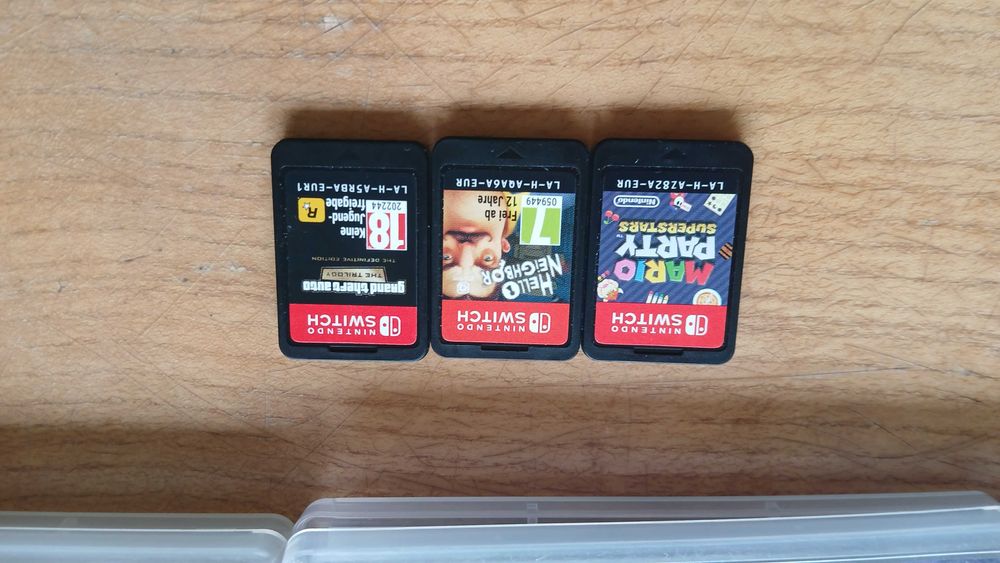 NINTENDO
SWITCH
MARIO
PARTY
SUPERSTARS™
Nintendo
LA-H-AZ82A-EUR
NINTENDO
SWITCH
HELLO
NEIGHBOR
7
059449
Frei ab
12 Jahre
LA-H-AQA6A-EUR
NINTENDO
SWITCH
grand theft auto
THE TRILOGY
THE DEFINITIVE EDITION
18
202244
Keine
Jugend-
freigabe
R
LA-H-A5RBA-EUR1